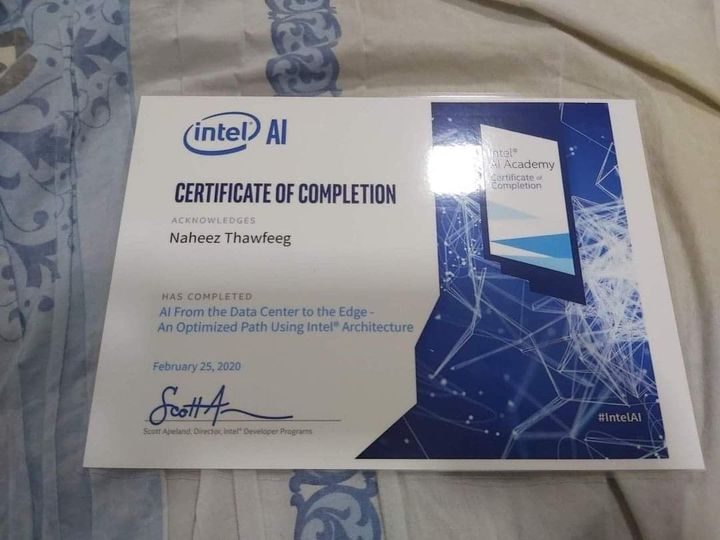 intel AI
CERTIFICATE OF COMPLETION
ACKNOWLEDGES
Naheez Thawfeeg
HAS COMPLETED
AI From the Data Center to the Edge -
An Optimized Path Using Intel® Architecture
February 25, 2020
Scott A
Scott Apeland, Director, Intel® Developer Programs
Intel®
AI Academy
Certificate of
Completion
#IntelAI